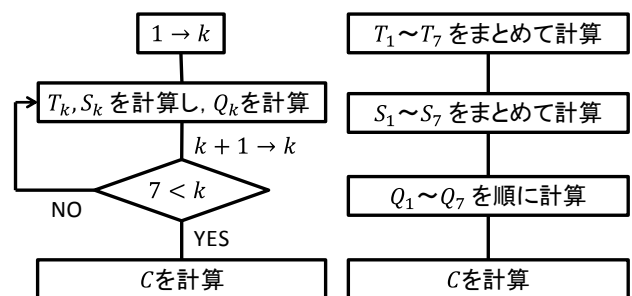 1 → k
T_k, S_k を計算し, Q_kを計算
k + 1 → k
7 < k
NO
YES
Cを計算
T_1～T_7 をまとめて計算
S_1～S_7 をまとめて計算
Q_1～Q_7 を順に計算
Cを計算